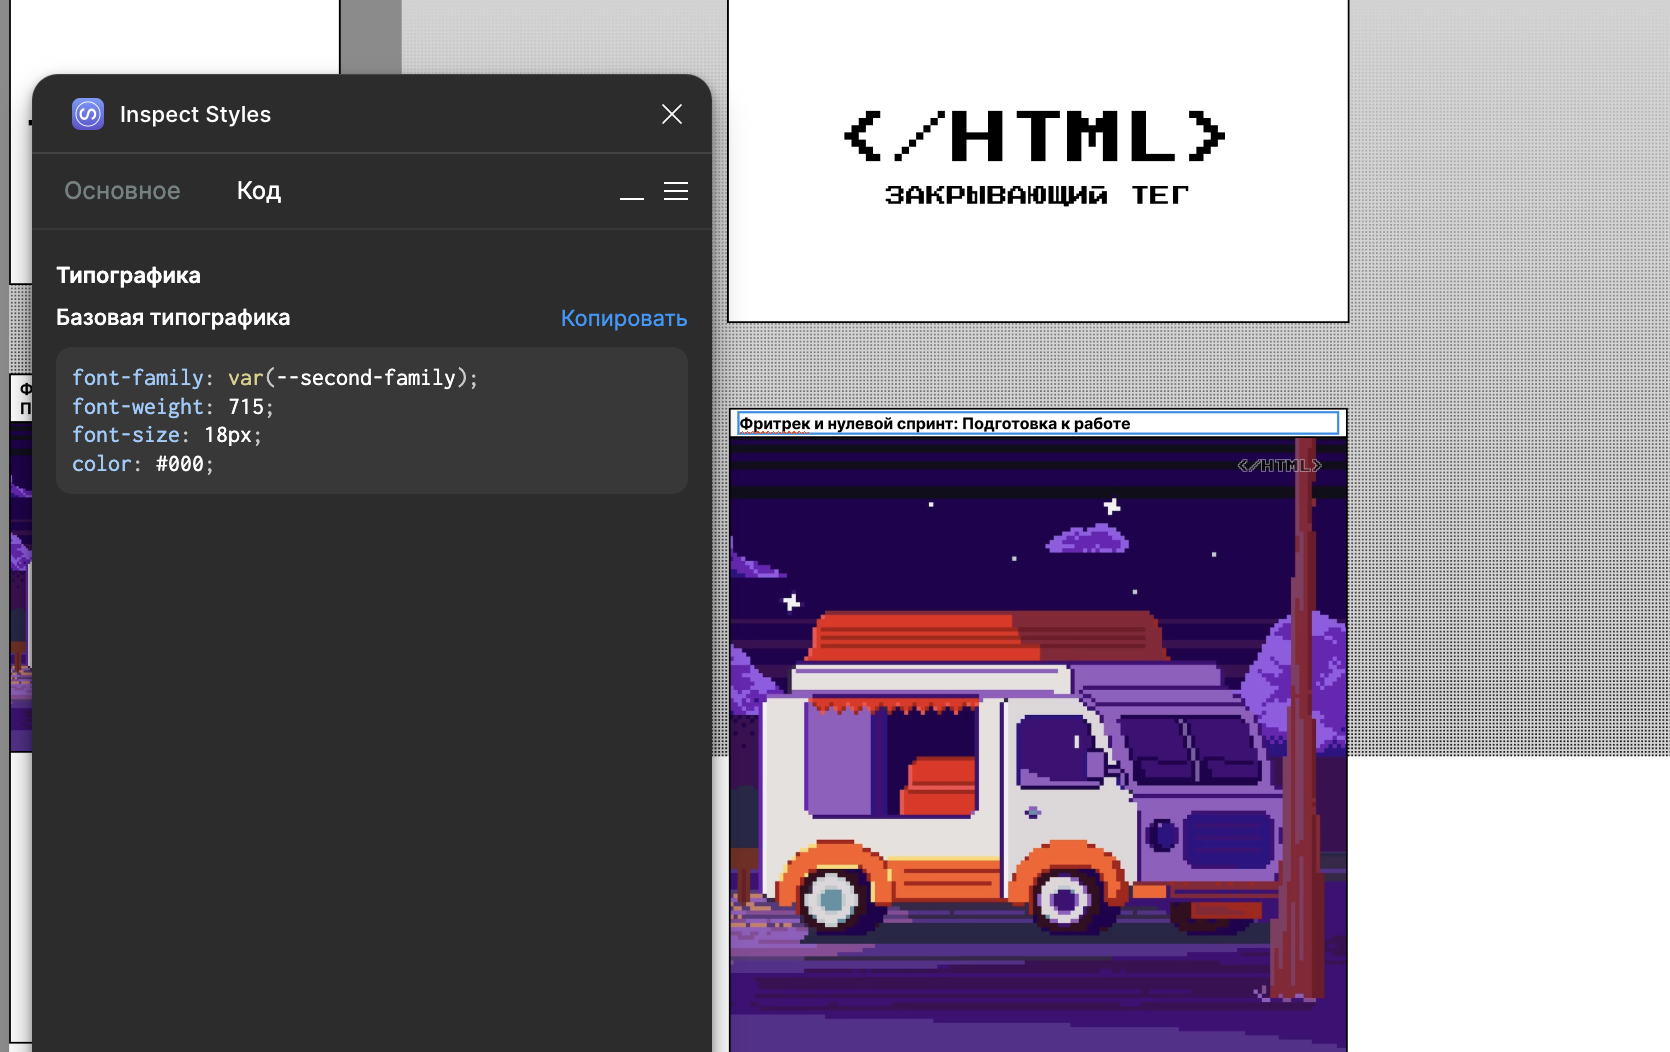 Inspect Styles
Основное Код
Типографика
Базовая типографика Копировать
font-family: var(--second-family);
font-weight: 715;
font-size: 18px;
color: #000;
</HTML>
ЗАКРЫВАЮЩИЙ ТЕГ
Фритрек и нулевой спринт: Подготовка к работе
</HTML>